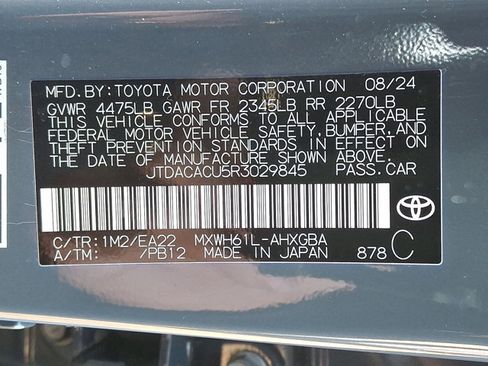 MFD.BY:TOYOTA MOTOR CORPORATION 08/24
GVWR 4475LB GAWR FR 2345LB RR 2270LB
THIS VEHICLE CONFORMS TO ALL APPLICABLE
FEDERAL MOTOR VEHICLE SAFETY,BUMPER,AND
THEFT PREVENTION STANDARDS IN EFFECT ON
THE DATE OF MANUFACTURE SHOWN ABOVE.
JTDACACU5R3029845 PASS.CAR
C/TR:1M2/EA22 MXWH61L-AHXGBA
A/TM: /PB12 MADE IN JAPAN 878 C